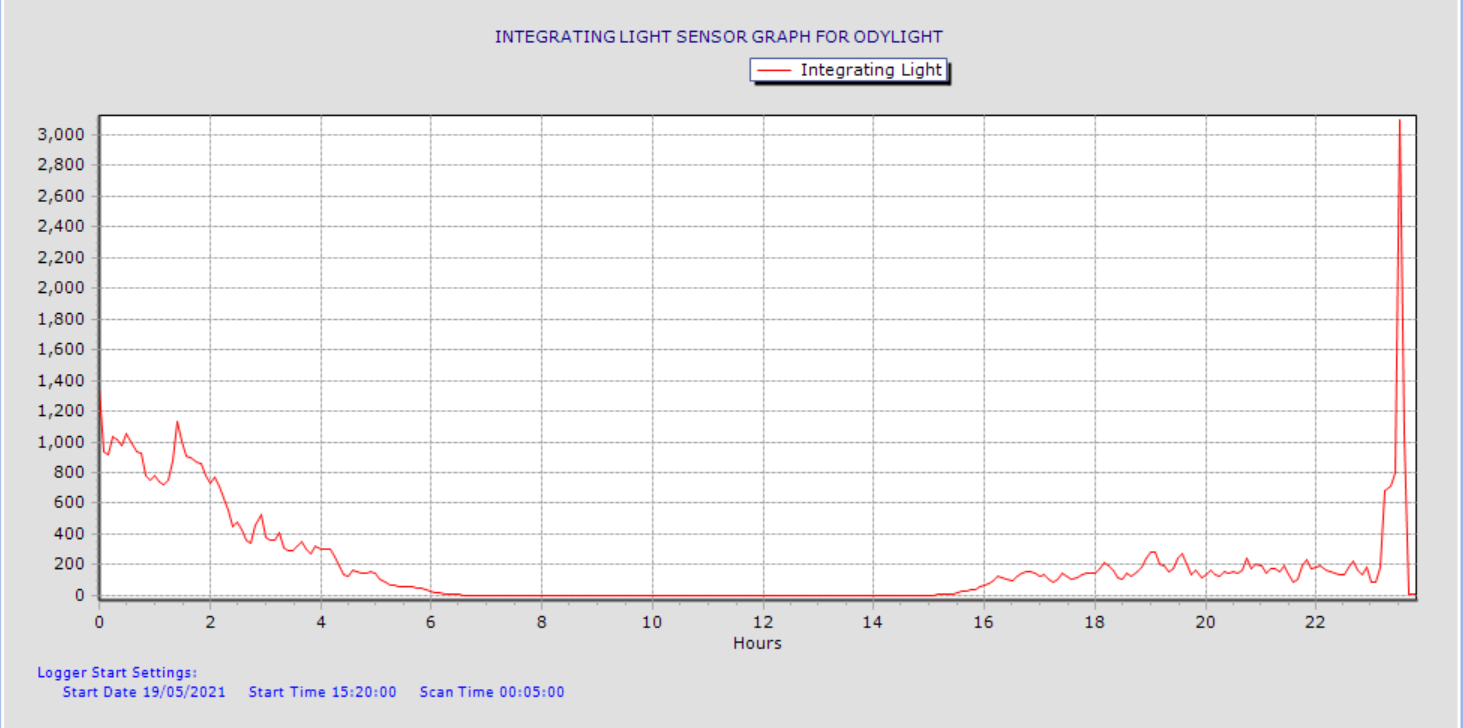 INTEGRATING LIGHT SENSOR GRAPH FOR ODYLIGHT
Integrating Light
3,000
2,800
2,600
2,400
2,200
2,000
1,800
1,600
1,400
1,200
1,000
800
600
400
200
0
0 2 4 6 8 10 12 14 16 18 20 22
Hours
Logger Start Settings:
Start Date 19/05/2021 Start Time 15:20:00 Scan Time 00:05:00